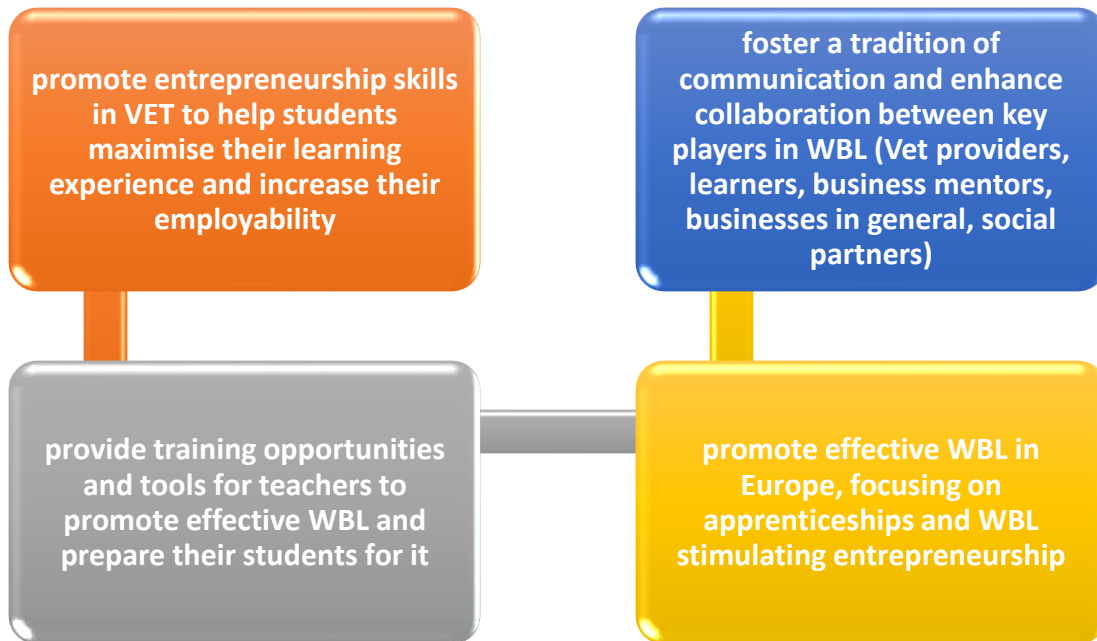 promote entrepreneurship skills
in VET to help students
maximise their learning
experience and increase their
employability
provide training opportunities
and tools for teachers to
promote effective WBL and
prepare their students for it
promote effective WBL in
Europe, focusing on
apprenticeships and WBL
stimulating entrepreneurship
foster a tradition of
communication and enhance
collaboration between key
players in WBL (Vet providers,
learners, business mentors,
businesses in general, social
partners)